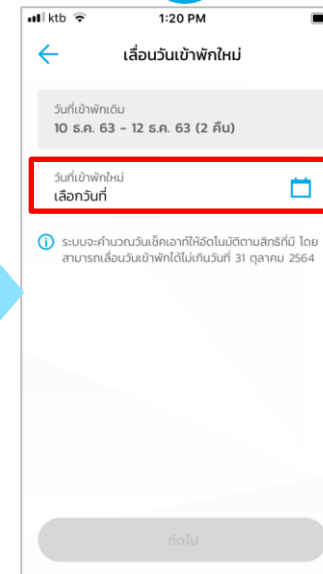 ktb 1:20 PM
เลื่อนวันเข้าพักใหม่
วันที่เข้าพักเดิม
10 ธ.ค. 63 - 12 ธ.ค. 63 (2 คืน)
วันที่เข้าพักใหม่
เลือกวันที่
ระบบจะคำนวณวันเช็คเอาท์ให้อัตโนมัติตามสิทธิที่มี โดย
สามารถเลื่อนวันเข้าพักได้ไม่เกินวันที่ 31 ตุลาคม 2564
ถัดไป